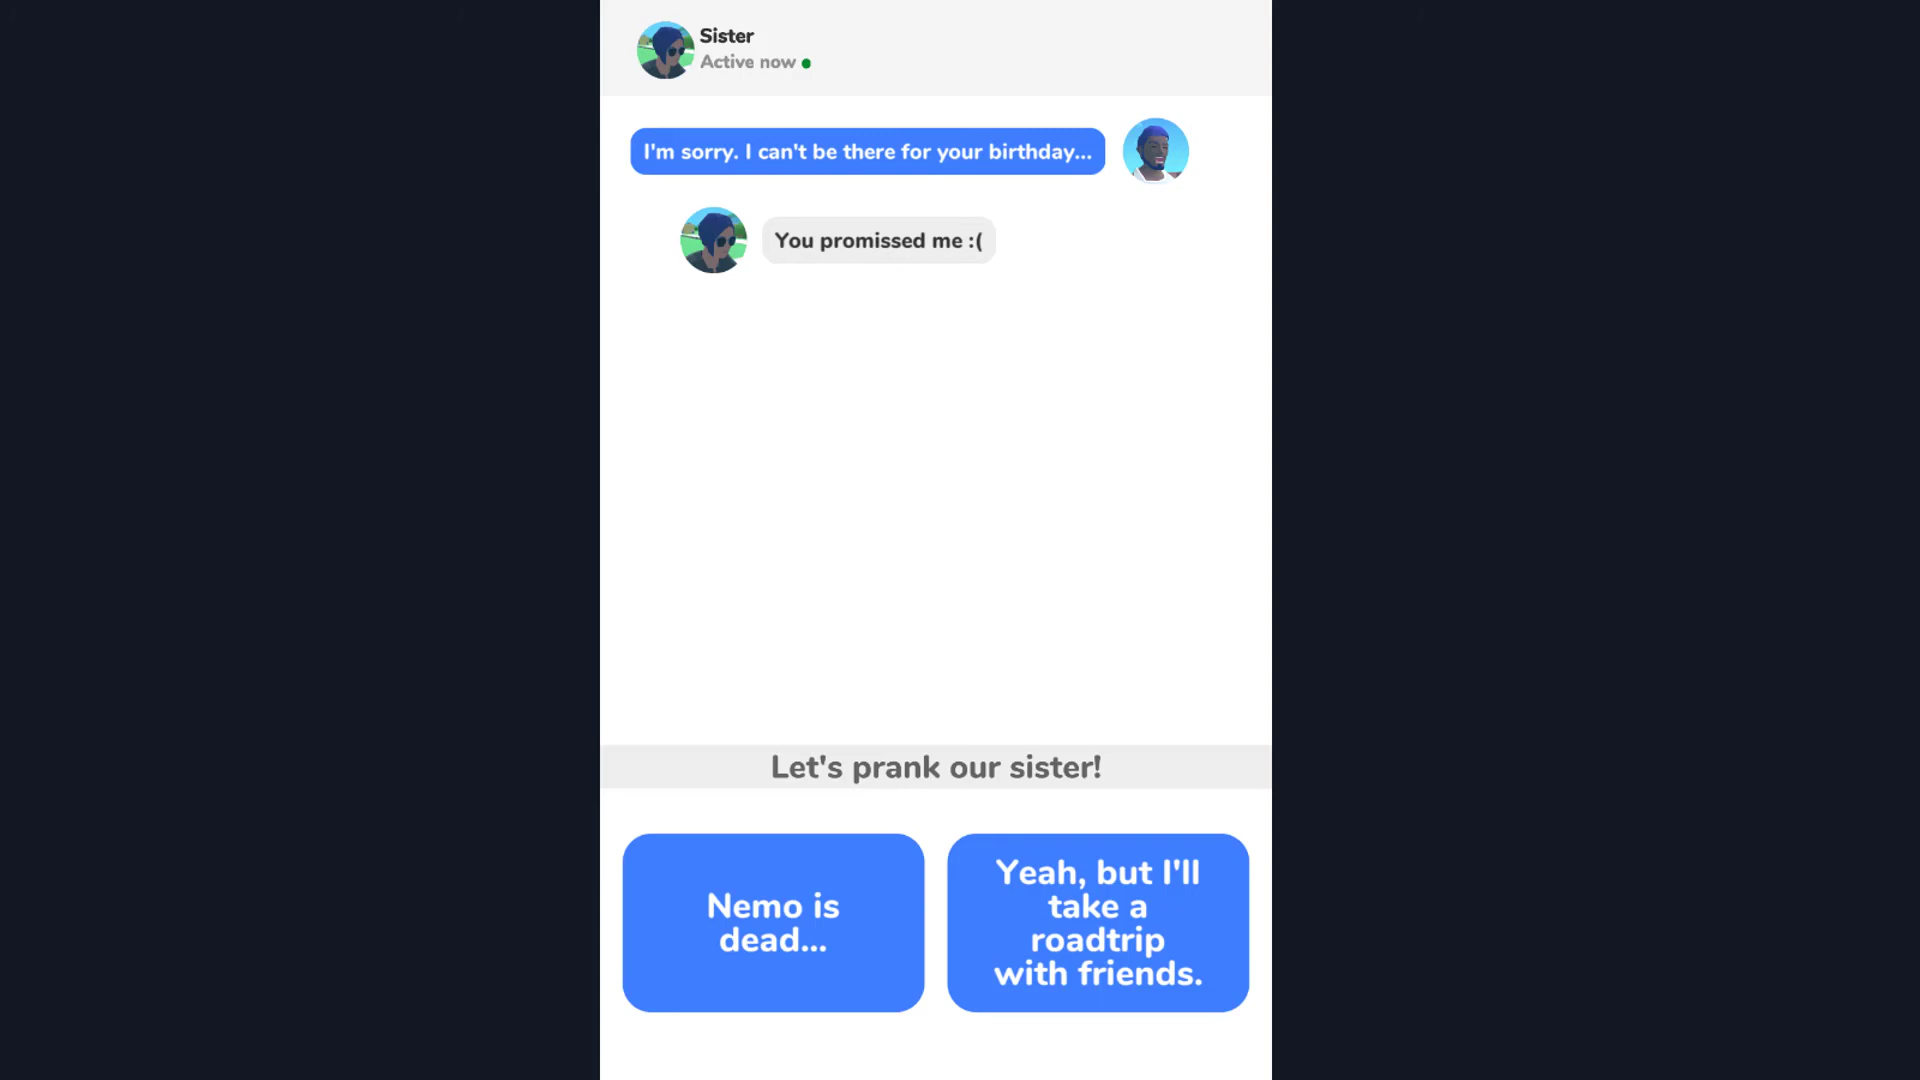 Sister
Active now
I'm sorry. I can't be there for your birthday...
You promissed me :(
Let's prank our sister!
Nemo is
dead...
Yeah, but I'll
take a
roadtrip
with friends.